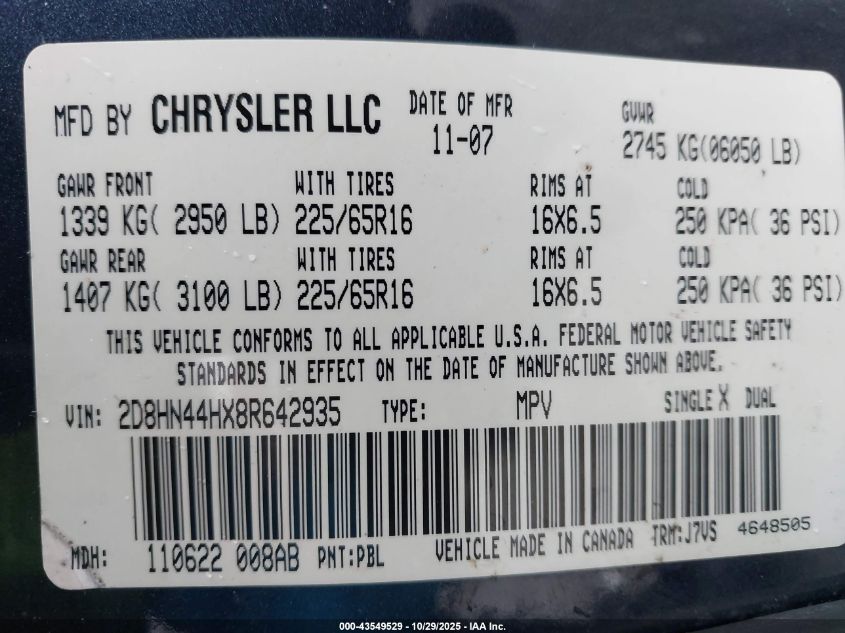 MFD BY CHRYSLER LLC DATE OF MFR GVWR
11-07 2745 KG(06050 LB)
GAWR FRONT WITH TIRES RIMS AT COLD
1339 KG( 2950 LB) 225/65R16 16X6.5 250 KPA( 36 PSI)
GAWR REAR WITH TIRES RIMS AT COLD
1407 KG( 3100 LB) 225/65R16 16X6.5 250 KPA( 36 PSI)
THIS VEHICLE CONFORMS TO ALL APPLICABLE U.S.A. FEDERAL MOTOR VEHICLE SAFETY
STANDARDS IN EFFECT ON THE DATE OF MANUFACTURE SHOWN ABOVE.
VIN: 2D8HN44HX8R642935 TYPE: MPV SINGLE X DUAL
MDH: 110622 008AB PNT:PBL VEHICLE MADE IN CANADA TRM:J7VS 4648505
000-43549529 - 10/29/2025 - IAA Inc.